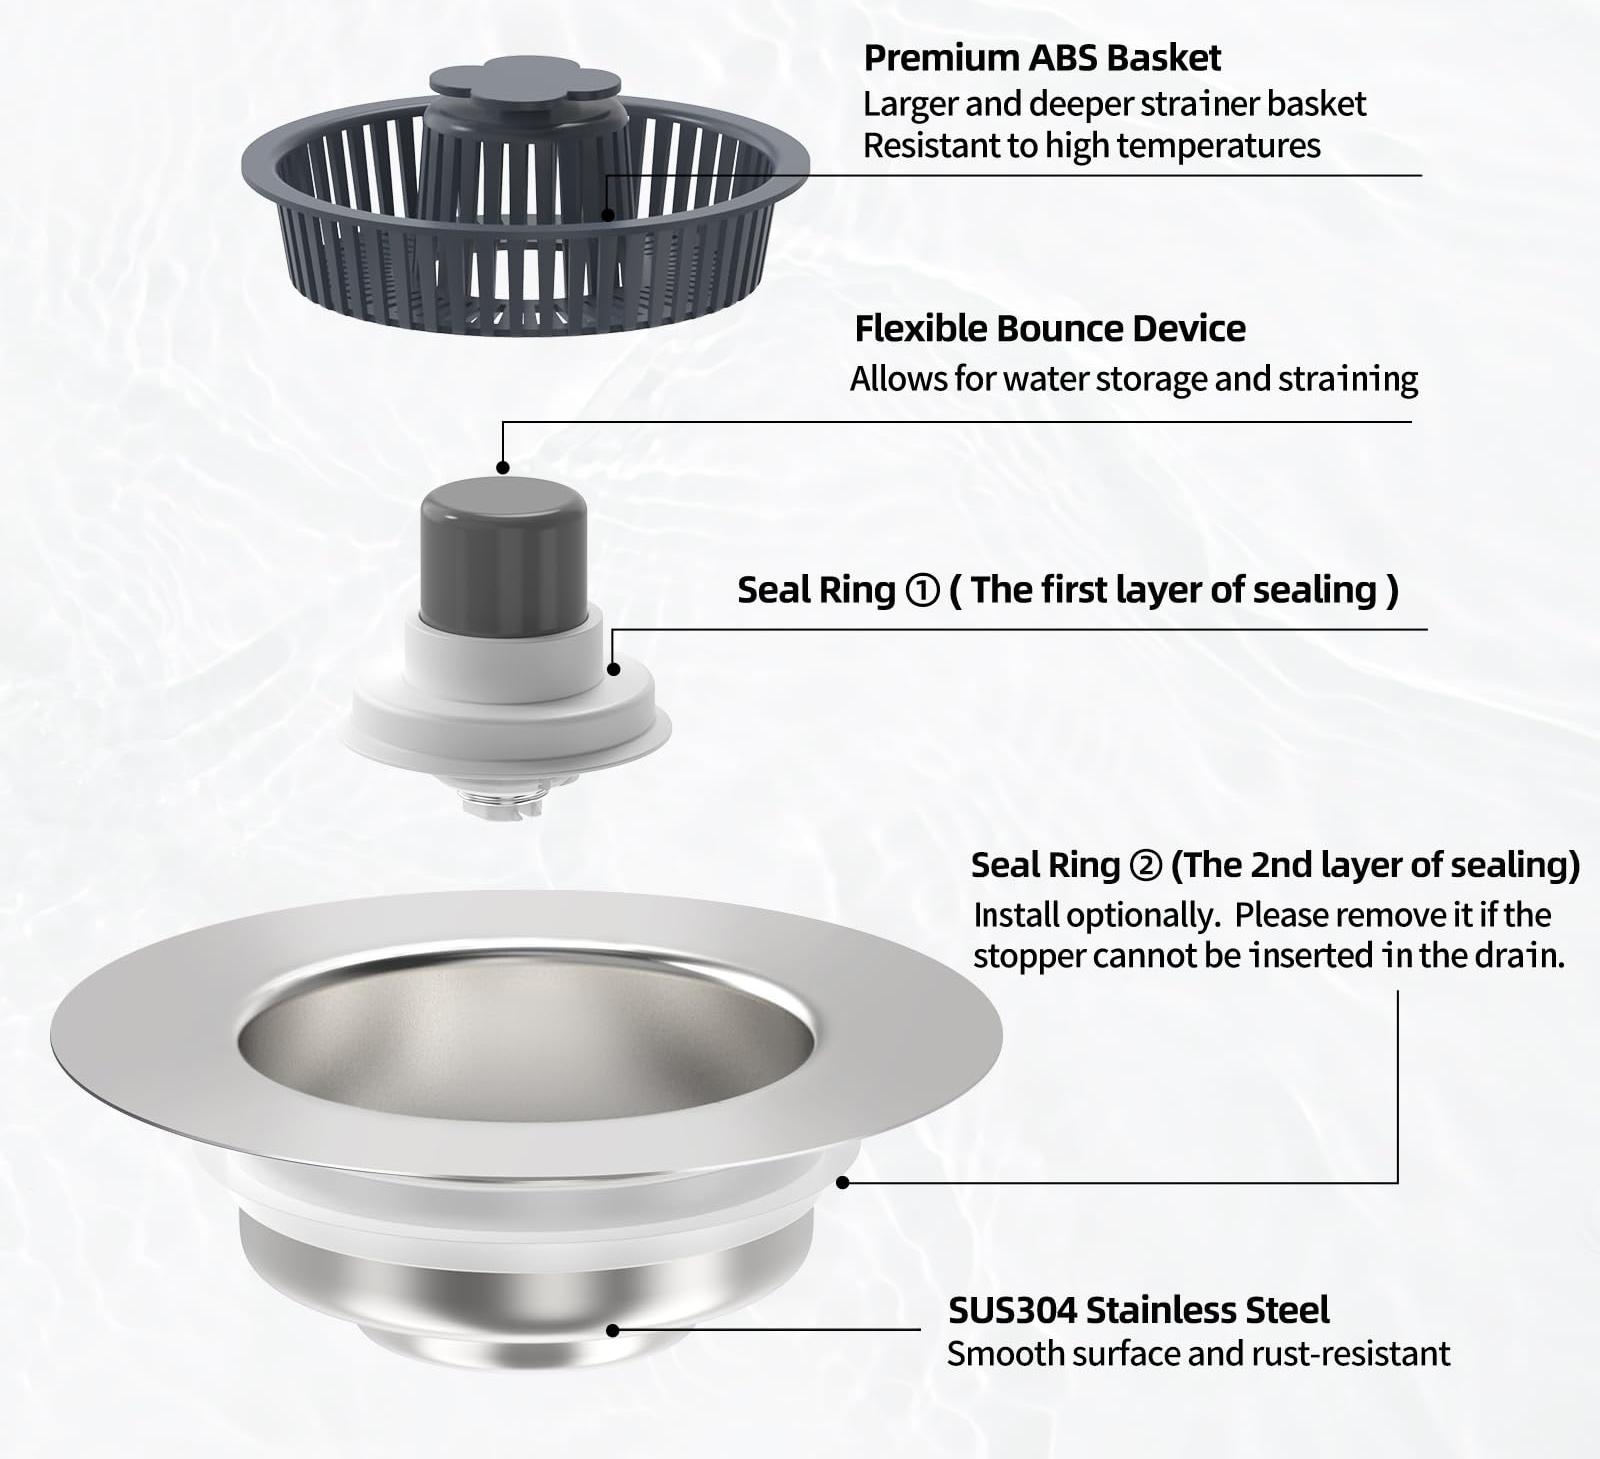 Premium ABS Basket
Larger and deeper strainer basket
Resistant to high temperatures
Flexible Bounce Device
Allows for water storage and straining
Seal Ring ① ( The first layer of sealing )
Seal Ring ② (The 2nd layer of sealing)
Install optionally. Please remove it if the
stopper cannot be inserted in the drain.
SUS304 Stainless Steel
Smooth surface and rust-resistant